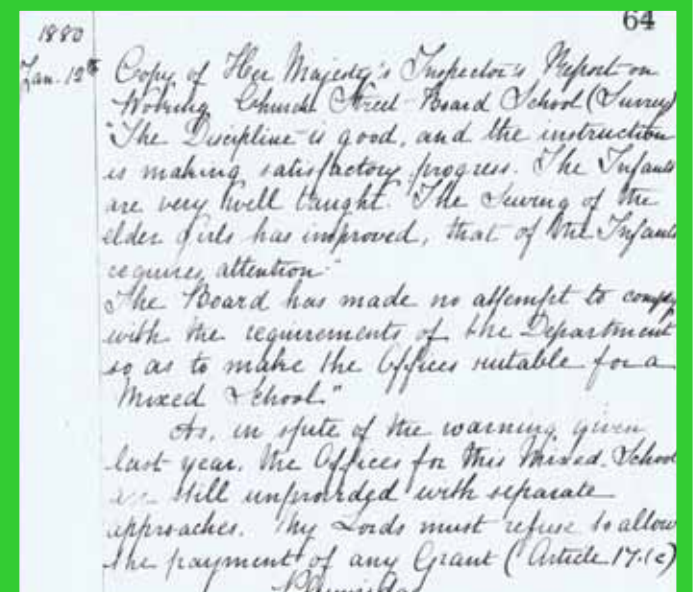 64
1880
Jan. 12th
Copy of Her Majesty's Inspector's Report on
Woking Church Street Board School (Surrey)
"The Discipline is good, and the instruction
is making satisfactory progress. The Infants
are very well taught. The Sewing of the
elder girls has improved, that of the Infants
requires attention."
The Board has made no attempt to comply
with the requirements of the Department
so as to make the Offices suitable for a
Mixed School."
As, in spite of the warning given
last year, the Offices for this Mixed School
are still unprovided with separate
approaches. My Lords must refuse to allow
the payment of any Grant (Article 17.(c)